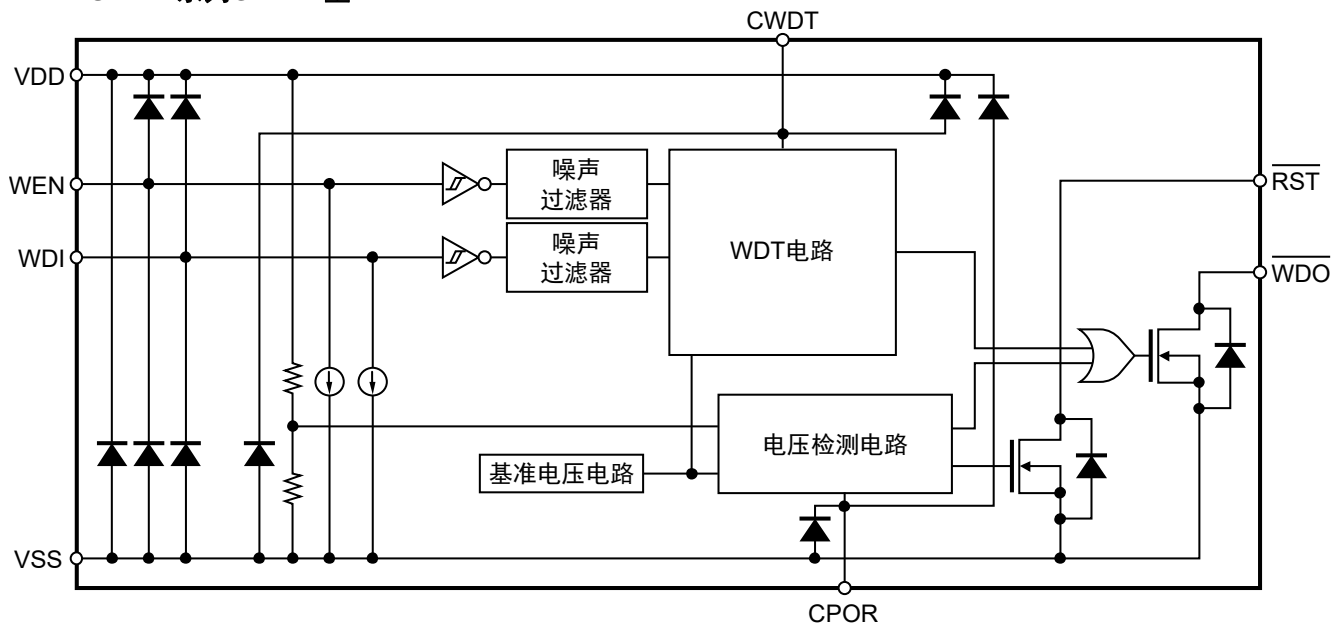 CWDT
VDD
WEN
噪声
过滤器
RST
WDI
噪声
过滤器
WDT电路
WDO
电压检测电路
基准电压电路
VSS
CPOR